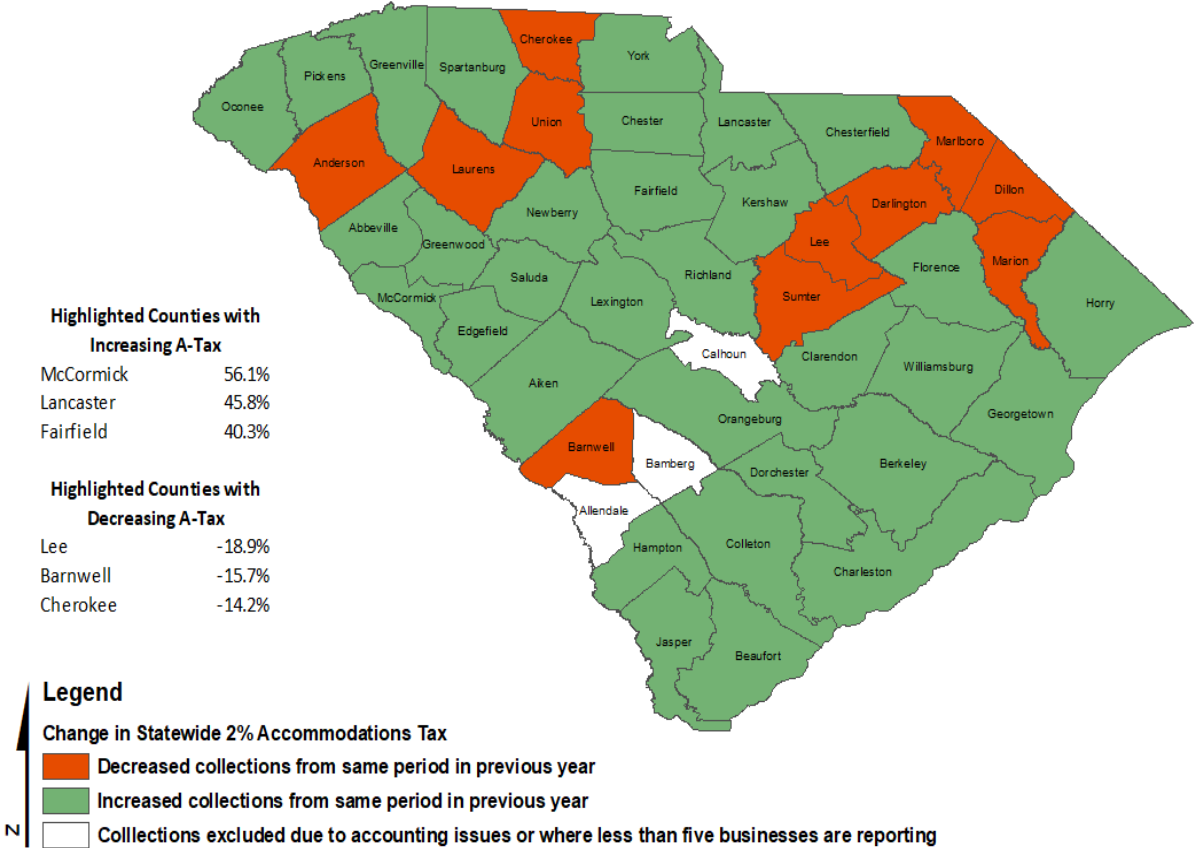 Cherokee
York
Greenville
Spartanburg
Pickens
Oconee
Union
Chester
Lancaster
Chesterfield
Marlboro
Anderson
Laurens
Dillon
Fairfield
Kershaw
Darlington
Newberry
Abbeville
Greenwood
Lee
Florence
Marion
Saluda
Richland
McCormick
Lexington
Sumter
Horry
Edgefield
Calhoun
Clarendon
Williamsburg
Aiken
Georgetown
Orangeburg
Barnwell
Bamberg
Dorchester
Berkeley
Allendale
Hampton
Colleton
Charleston
Jasper
Beaufort
Highlighted Counties with
Increasing A-Tax
McCormick 56.1%
Lancaster 45.8%
Fairfield 40.3%
Highlighted Counties with
Decreasing A-Tax
Lee -18.9%
Barnwell -15.7%
Cherokee -14.2%
Legend
Change in Statewide 2% Accommodations Tax
Decreased collections from same period in previous year
Increased collections from same period in previous year
Colllections excluded due to accounting issues or where less than five businesses are reporting
N